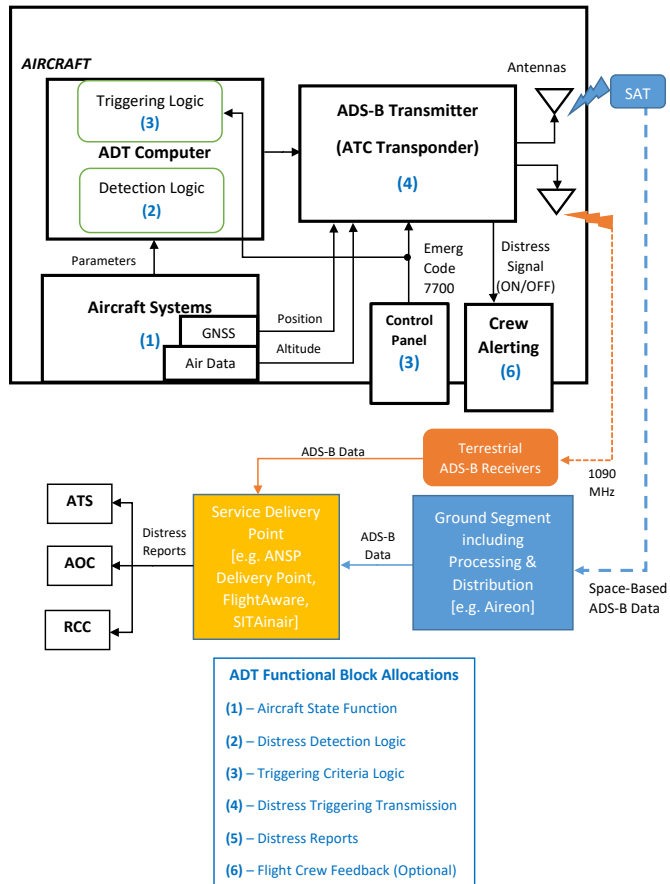 AIRCRAFT
Triggering Logic
(3)
ADT Computer
Detection Logic
(2)
ADS-B Transmitter
(ATC Transponder)
(4)
Antennas
SAT
Parameters
Aircraft Systems
(1)
GNSS
Air Data
Position
Altitude
Emerg
Code
7700
Distress
Signal
(ON/OFF)
Control
Panel
(3)
Crew
Alerting
(6)
ADS-B Data
Terrestrial
ADS-B Receivers
1090
MHz
ATS
AOC
RCC
Distress
Reports
Service Delivery
Point
[e.g. ANSP
Delivery Point,
FlightAware,
SITAinair]
ADS-B
Data
Ground Segment
including
Processing &
Distribution
[e.g. Aireon]
Space-Based
ADS-B Data
ADT Functional Block Allocations
(1) – Aircraft State Function
(2) – Distress Detection Logic
(3) – Triggering Criteria Logic
(4) – Distress Triggering Transmission
(5) – Distress Reports
(6) – Flight Crew Feedback (Optional)